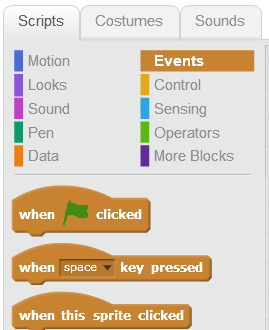 Scripts Costumes Sounds
Motion Events
Looks Control
Sound Sensing
Pen Operators
Data More Blocks
when clicked
when space key pressed
when this sprite clicked